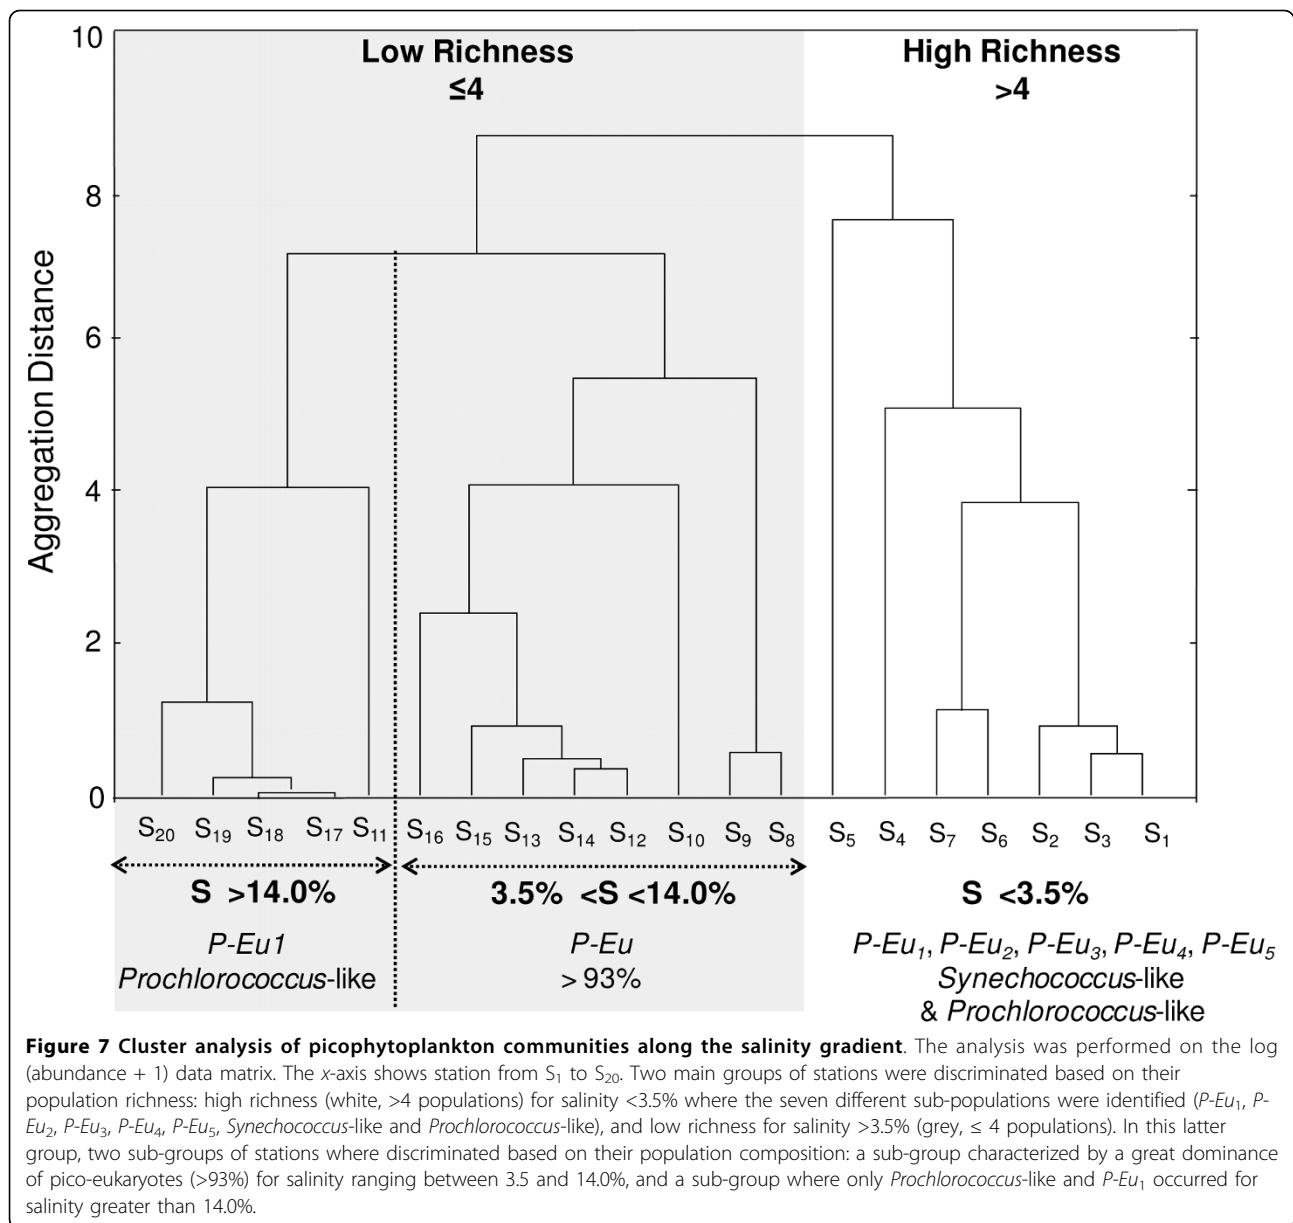 10
Low Richness
≤4
High Richness
>4
8
6
4
2
0
Aggregation Distance
S20 S19 S18 S17 S11 S16 S15 S13 S14 S12 S10 S9 S8 S5 S4 S7 S6 S2 S3 S1
S >14.0% 3.5% <S <14.0% S <3.5%
P-Eu1 P-Eu P-Eu1, P-Eu2, P-Eu3, P-Eu4, P-Eu5
Prochlorococcus-like > 93% Synechococcus-like
& Prochlorococcus-like
Figure 7 Cluster analysis of picophytoplankton communities along the salinity gradient. The analysis was performed on the log
(abundance + 1) data matrix. The x-axis shows station from S1 to S20. Two main groups of stations were discriminated based on their
population richness: high richness (white, >4 populations) for salinity <3.5% where the seven different sub-populations were identified (P-Eu1, P-
Eu2, P-Eu3, P-Eu4, P-Eu5, Synechococcus-like and Prochlorococcus-like), and low richness for salinity >3.5% (grey, ≤ 4 populations). In this latter
group, two sub-groups of stations where discriminated based on their population composition: a sub-group characterized by a great dominance
of pico-eukaryotes (>93%) for salinity ranging between 3.5 and 14.0%, and a sub-group where only Prochlorococcus-like and P-Eu1 occurred for
salinity greater than 14.0%.